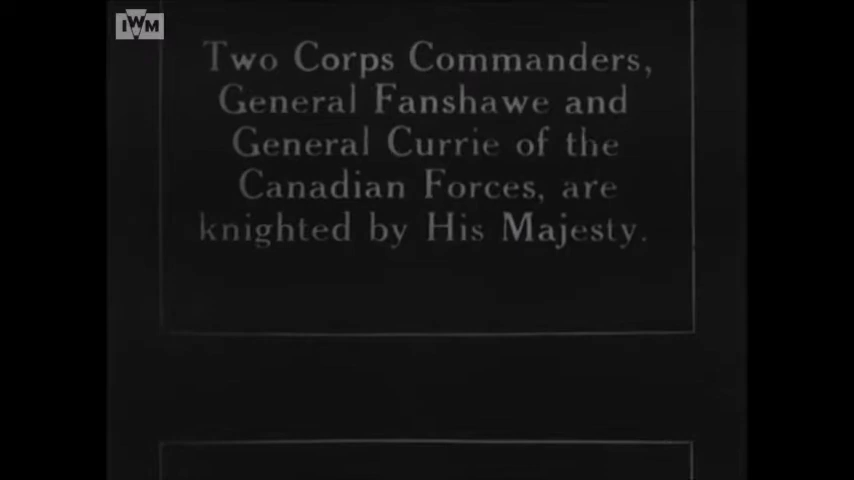 IWM
Two Corps Commanders,
General Fanshawe and
General Currie of the
Canadian Forces, are
knighted by His Majesty.